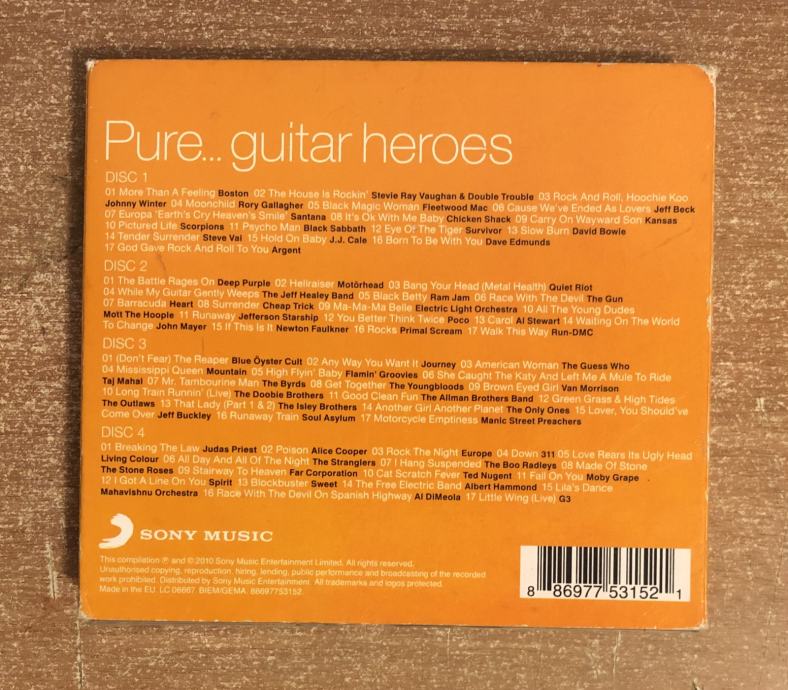 Pure... guitar heroes
DISC 1
01 More Than A Feeling Boston 02 The House Is Rockin' Stevie Ray Vaughan & Double Trouble 03 Rock And Roll, Hoochie Koo
Johnny Winter 04 Moonchild Rory Gallagher 05 Black Magic Woman Fleetwood Mac 06 Cause We've Ended As Lovers Jeff Beck
07 Europa 'Earth's Cry Heaven's Smile' Santana 08 It's Ok With Me Baby Chicken Shack 09 Carry On Wayward Son Kansas
10 Pictured Life Scorpions 11 Psycho Man Black Sabbath 12 Eye Of The Tiger Survivor 13 Slow Burn David Bowie
14 Tender Surrender Steve Vai 15 Hold On Baby J.J. Cale 16 Born To Be With You Dave Edmunds
17 God Gave Rock And Roll To You Argent
DISC 2
01 The Battle Rages On Deep Purple 02 Hellraiser Motörhead 03 Bang Your Head (Metal Health) Quiet Riot
04 While My Guitar Gently Weeps The Jeff Healey Band 05 Black Betty Ram Jam 06 Race With The Devil The Gun
07 Barracuda Heart 08 Surrender Cheap Trick 09 Ma-Ma-Ma Belle Electric Light Orchestra 10 All The Young Dudes
Mott The Hoople 11 Runaway Jefferson Starship 12 You Better Think Twice Poco 13 Carol Al Stewart 14 Waiting On The World
To Change John Mayer 15 If This Is It Newton Faulkner 16 Rocks Primal Scream 17 Walk This Way Run-DMC
DISC 3
01 (Don't Fear) The Reaper Blue Öyster Cult 02 Any Way You Want It Journey 03 American Woman The Guess Who
04 Mississippi Queen Mountain 05 High Flyin' Baby Flamin' Groovies 06 She Caught The Katy And Left Me A Mule To Ride
Taj Mahal 07 Mr. Tambourine Man The Byrds 08 Get Together The Youngbloods 09 Brown Eyed Girl Van Morrison
10 Long Train Runnin' (Live) The Doobie Brothers 11 Good Clean Fun The Allman Brothers Band 12 Green Grass & High Tides
The Outlaws 13 That Lady (Part 1 & 2) The Isley Brothers 14 Another Girl Another Planet The Only Ones 15 Lover, You Should've
Come Over Jeff Buckley 16 Runaway Train Soul Asylum 17 Motorcycle Emptiness Manic Street Preachers
DISC 4
01 Breaking The Law Judas Priest 02 Poison Alice Cooper 03 Rock The Night Europe 04 Down 311 05 Love Rears Its Ugly Head
Living Colour 06 All Day And All Of The Night The Stranglers 07 I Hang Suspended The Boo Radleys 08 Made Of Stone
The Stone Roses 09 Stairway To Heaven Far Corporation 10 Cat Scratch Fever Ted Nugent 11 Fall On You Moby Grape
12 I Got A Line On You Spirit 13 Blockbuster Sweet 14 The Free Electric Band Albert Hammond 15 Lila's Dance
Mahavishnu Orchestra 16 Race With The Devil On Spanish Highway Al DiMeola 17 Little Wing (Live) G3
SONY MUSIC
This compilation ℗ and © 2010 Sony Music Entertainment Limited. All rights reserved.
Unauthorised copying, reproduction, hiring, lending, public performance and broadcasting of the recorded
work prohibited. Distributed by Sony Music Entertainment. All trademarks and logos protected.
Made in the EU. LC 06667. BIEM/GEMA. 88697753152.
8 86977 53152 1